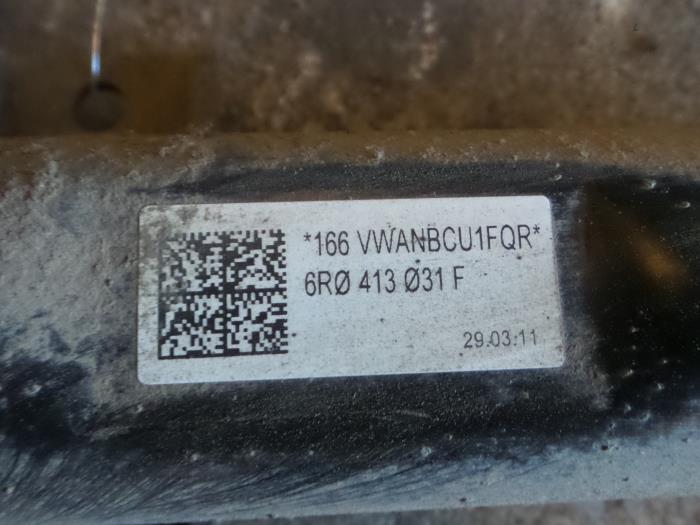 *166 VWANBCU1FQR*
6RØ 413 Ø31 F
29.03.11